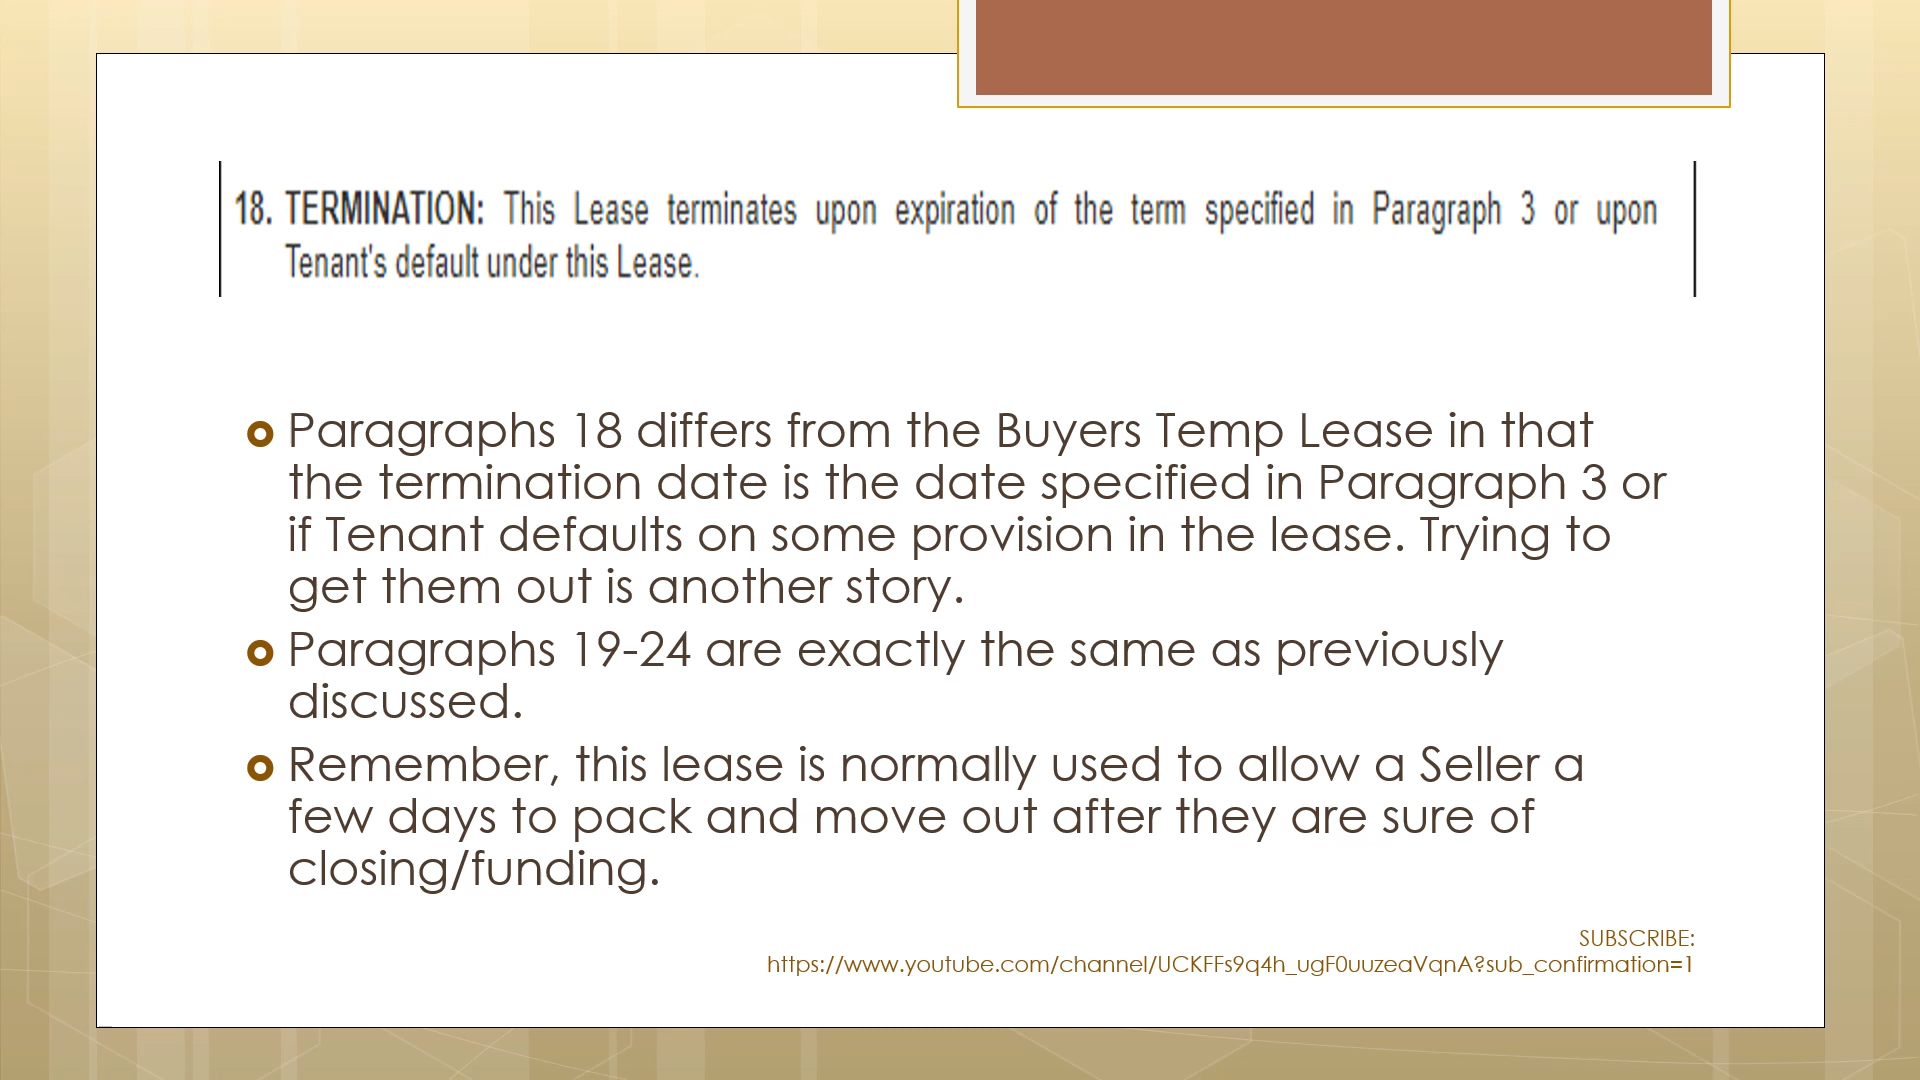 18. TERMINATION: This Lease terminates upon expiration of the term specified in Paragraph 3 or upon
Tenant's default under this Lease.
Paragraphs 18 differs from the Buyers Temp Lease in that
the termination date is the date specified in Paragraph 3 or
if Tenant defaults on some provision in the lease. Trying to
get them out is another story.
Paragraphs 19-24 are exactly the same as previously
discussed.
Remember, this lease is normally used to allow a Seller a
few days to pack and move out after they are sure of
closing/funding.
SUBSCRIBE:
https://www.youtube.com/channel/UCKFFs9q4h_ugF0uuzeaVqnA?sub_confirmation=1